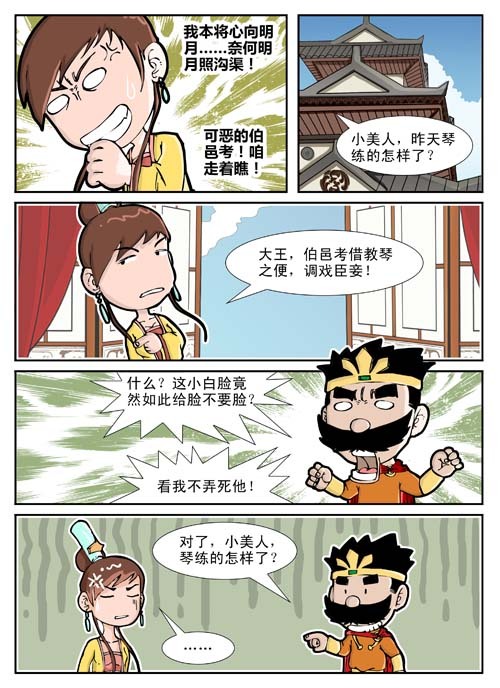 我本将心向明
月……奈何明
月照沟渠！
可恶的伯
邑考！咱
走着瞧！
小美人，昨天琴
练的怎样了？
大王，伯邑考借教琴
之便，调戏臣妾！
什么？这小白脸竟
然如此给脸不要脸？
看我不弄死他！
对了，小美人，
琴练的怎样了？
……